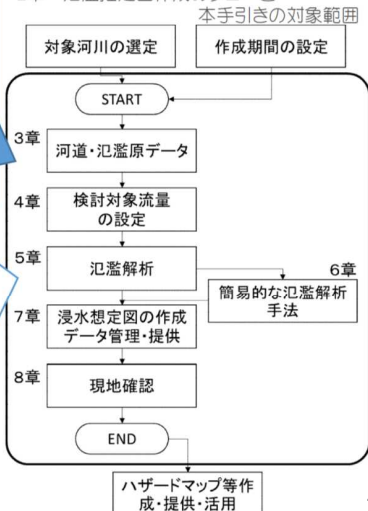 本手引きの対象範囲
対象河川の選定
作成期間の設定
START
3章
河道・氾濫原データ
4章
検討対象流量
の設定
5章
氾濫解析
6章
簡易的な氾濫解析
手法
7章
浸水想定図の作成
データ管理・提供
8章
現地確認
END
ハザードマップ等作
成・提供・活用